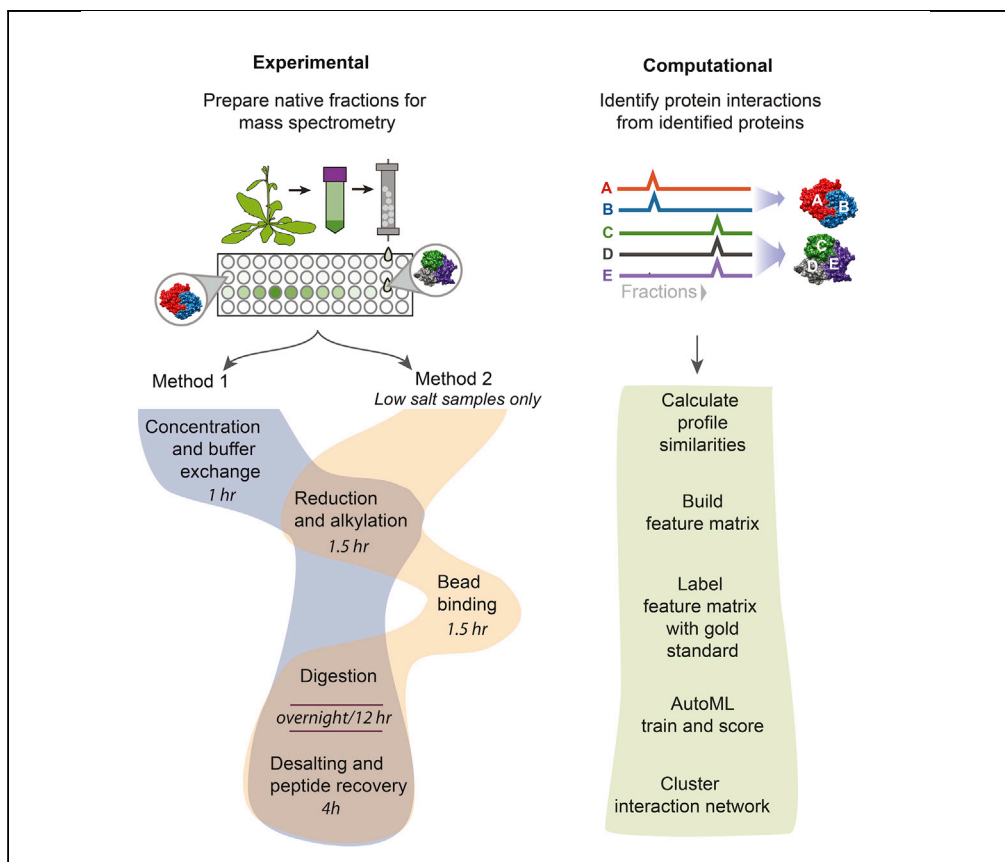 Experimental
Prepare native fractions for
mass spectrometry
Method 1
Method 2
Low salt samples only
Concentration
and buffer
exchange
1 hr
Reduction
and alkylation
1.5 hr
Bead
binding
1.5 hr
Digestion
overnight/12 hr
Desalting and
peptide recovery
4h
Computational
Identify protein interactions
from identified proteins
A
B
C
D
E
Fractions
A
B
C
D
E
Calculate
profile
similarities
Build
feature matrix
Label
feature matrix
with gold
standard
AutoML
train and score
Cluster
interaction network